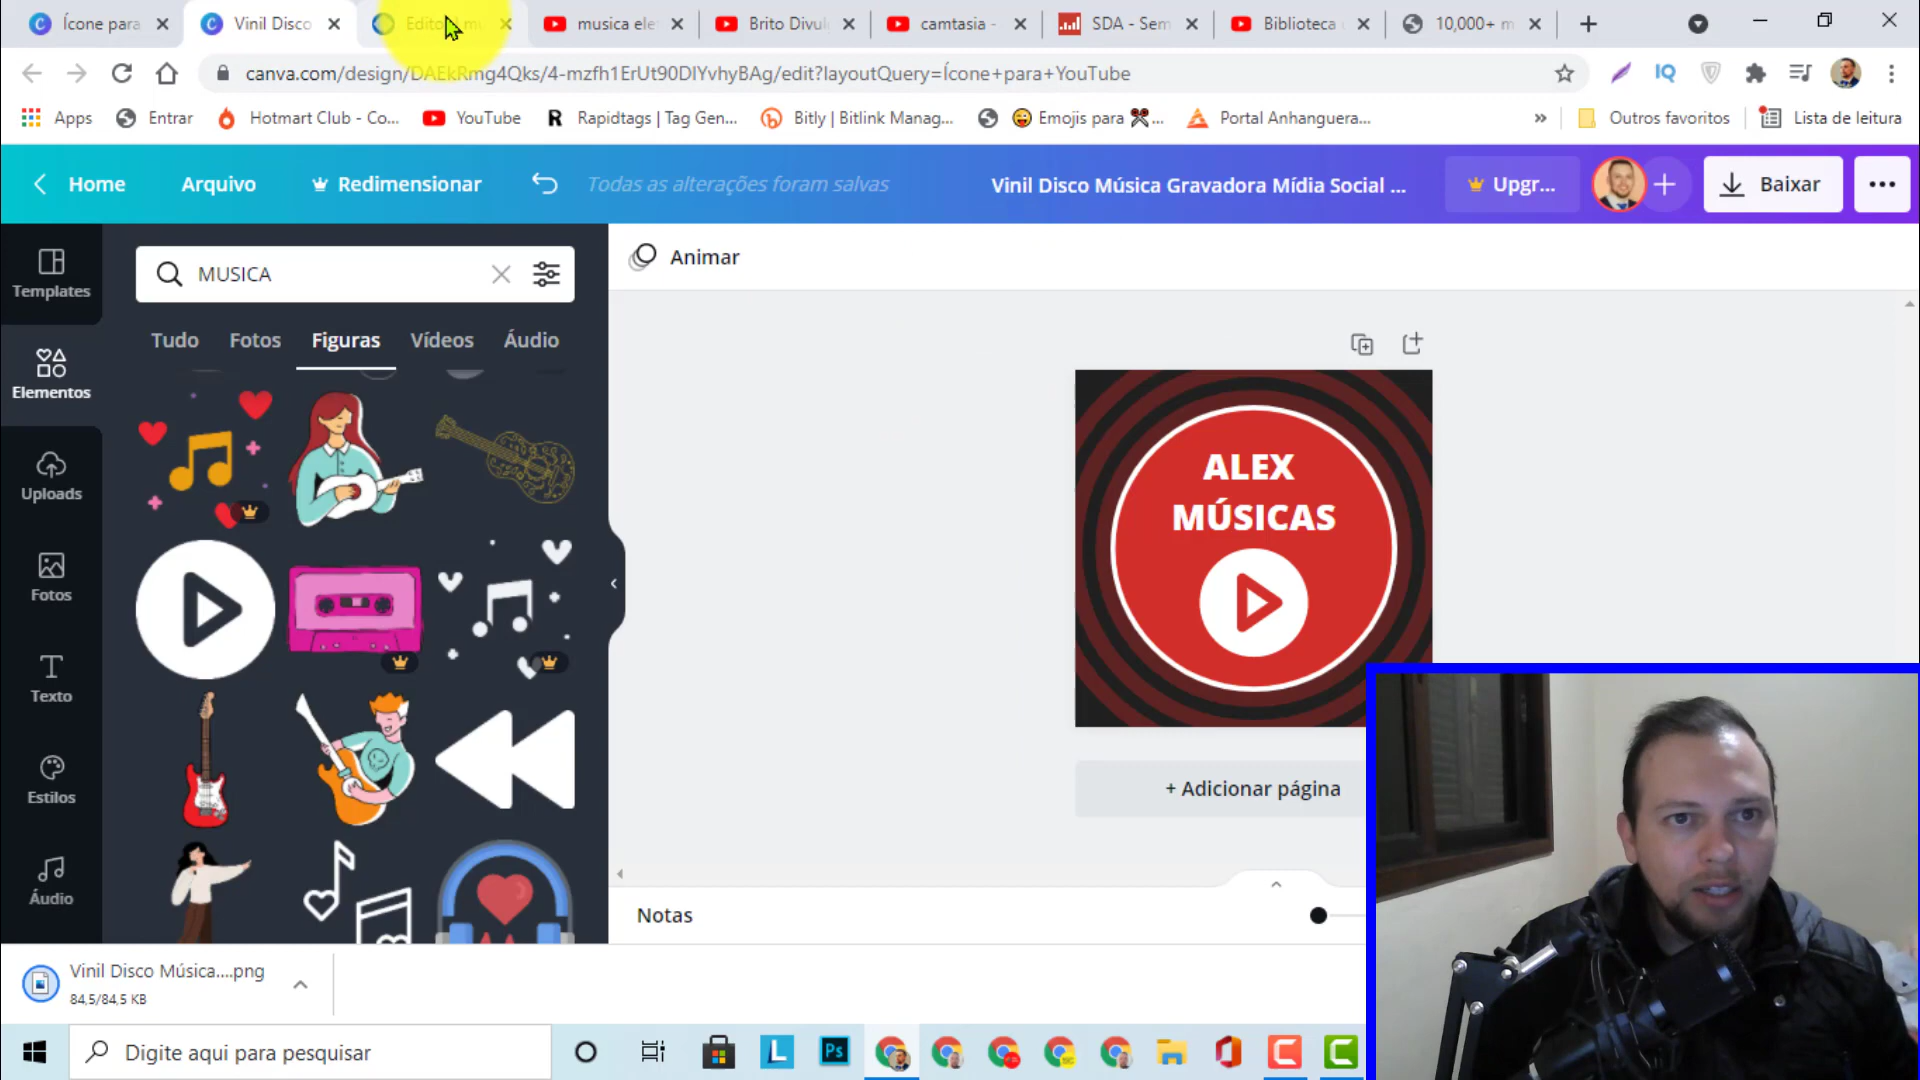 Ícone para
Vinil Disco
musica ele
Brito Divul
camtasia -
SDA - Sem
Biblioteca
10,000+ m
canva.com/design/DAEkRmg4Qks/4-mzfh1ErUt90DIYvhyBAg/edit?layoutQuery=Ícone+para+YouTube
IQ
Apps
Entrar
Hotmart Club - Co...
YouTube
Rapidtags | Tag Gen...
Bitly | Bitlink Manag...
Emojis para
Portal Anhanguera...
»
Outros favoritos
Lista de leitura
Home
Arquivo
Redimensionar
Todas as alterações foram salvas
Vinil Disco Música Gravadora Mídia Social ...
Upgr...
Baixar
Templates
Elementos
Uploads
Fotos
Texto
Estilos
Áudio
MUSICA
Tudo
Fotos
Figuras
Vídeos
Áudio
Animar
ALEX
MÚSICAS
+ Adicionar página
Notas
Vinil Disco Música....png
84,5/84,5 KB
Digite aqui para pesquisar
L
Ps